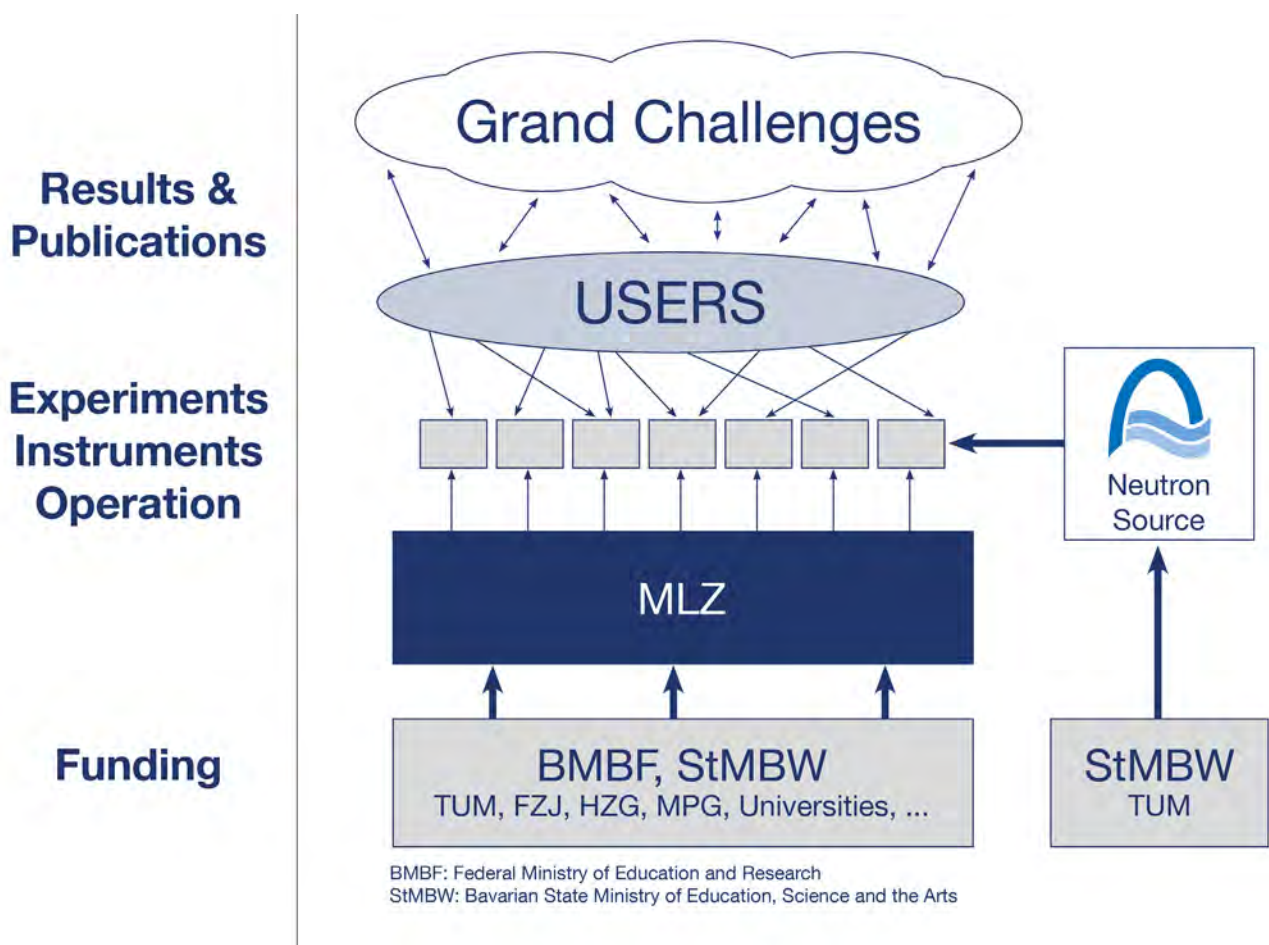 Grand Challenges
Results &
Publications
USERS
Experiments
Instruments
Operation
Neutron
Source
MLZ
Funding
BMBF, StMBW
TUM, FZJ, HZG, MPG, Universities, ...
StMBW
TUM
BMBF: Federal Ministry of Education and Research
StMBW: Bavarian State Ministry of Education, Science and the Arts